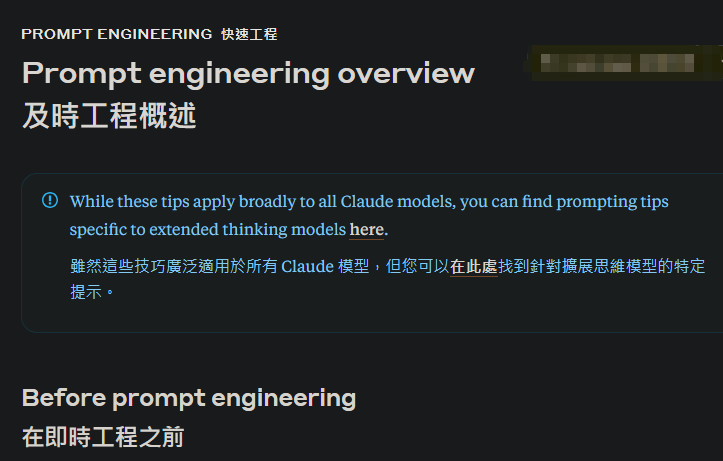 PROMPT ENGINEERING 快速工程
Prompt engineering overview
及時工程概述
While these tips apply broadly to all Claude models, you can find prompting tips
specific to extended thinking models here.
雖然這些技巧廣泛適用於所有 Claude 模型，但您可以在此處找到針對擴展思維模型的特定
提示。
Before prompt engineering
在即時工程之前